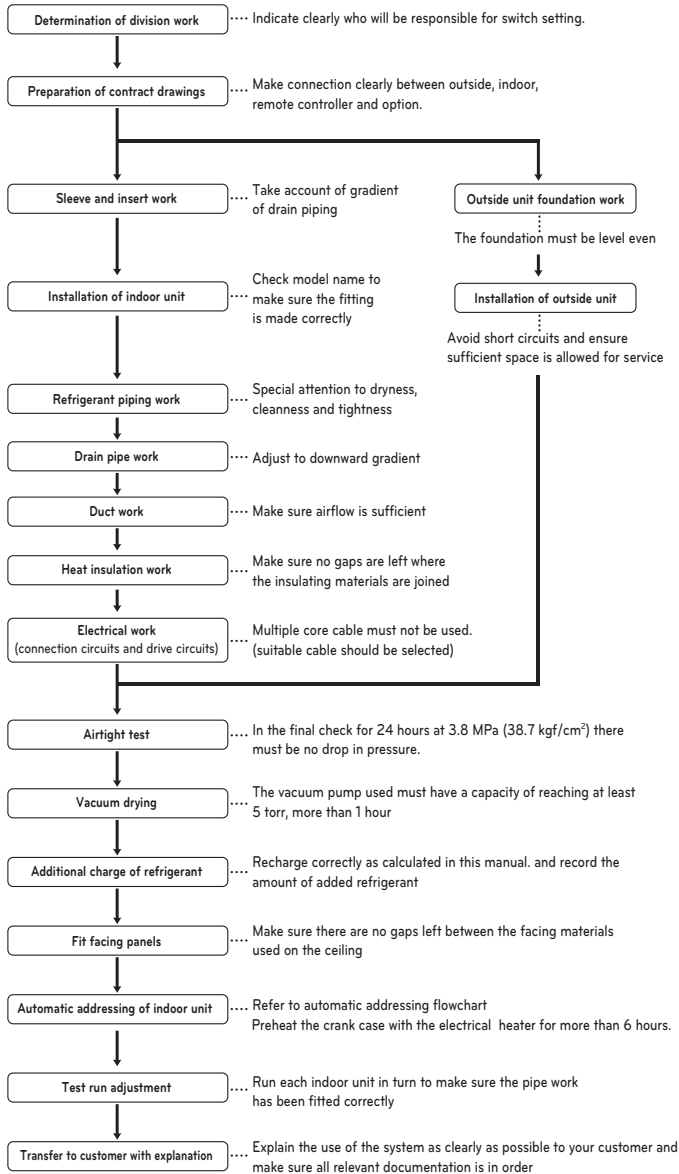 Determination of division work
Indicate clearly who will be responsible for switch setting.
Preparation of contract drawings
Make connection clearly between outside, indoor,
remote controller and option.
Sleeve and insert work
Take account of gradient
of drain piping
Outside unit foundation work
The foundation must be level even
Installation of indoor unit
Check model name to
make sure the fitting
is made correctly
Installation of outside unit
Avoid short circuits and ensure
sufficient space is allowed for service
Refrigerant piping work
Special attention to dryness,
cleanness and tightness
Drain pipe work
Adjust to downward gradient
Duct work
Make sure airflow is sufficient
Heat insulation work
Make sure no gaps are left where
the insulating materials are joined
Electrical work
(connection circuits and drive circuits)
Multiple core cable must not be used.
(suitable cable should be selected)
Airtight test
In the final check for 24 hours at 3.8 MPa (38.7 kgf/cm²) there
must be no drop in pressure.
Vacuum drying
The vacuum pump used must have a capacity of reaching at least
5 torr, more than 1 hour
Additional charge of refrigerant
Recharge correctly as calculated in this manual. and record the
amount of added refrigerant
Fit facing panels
Make sure there are no gaps left between the facing materials
used on the ceiling
Automatic addressing of indoor unit
Refer to automatic addressing flowchart
Preheat the crank case with the electrical heater for more than 6 hours.
Test run adjustment
Run each indoor unit in turn to make sure the pipe work
has been fitted correctly
Transfer to customer with explanation
Explain the use of the system as clearly as possible to your customer and
make sure all relevant documentation is in order